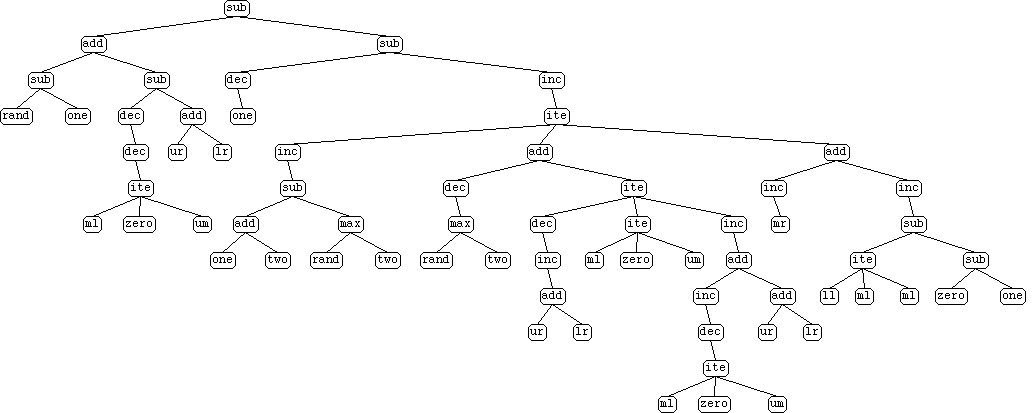 sub
add sub
sub sub dec inc
rand one dec add one ite
dec ur lr inc add add
ite sub dec ite inc inc
ml zero um add max max dec ite inc mr sub
one two rand two rand two inc ml zero um add ite sub
add inc add ll ml ml zero one
ur lr dec ur lr
ite
ml zero um